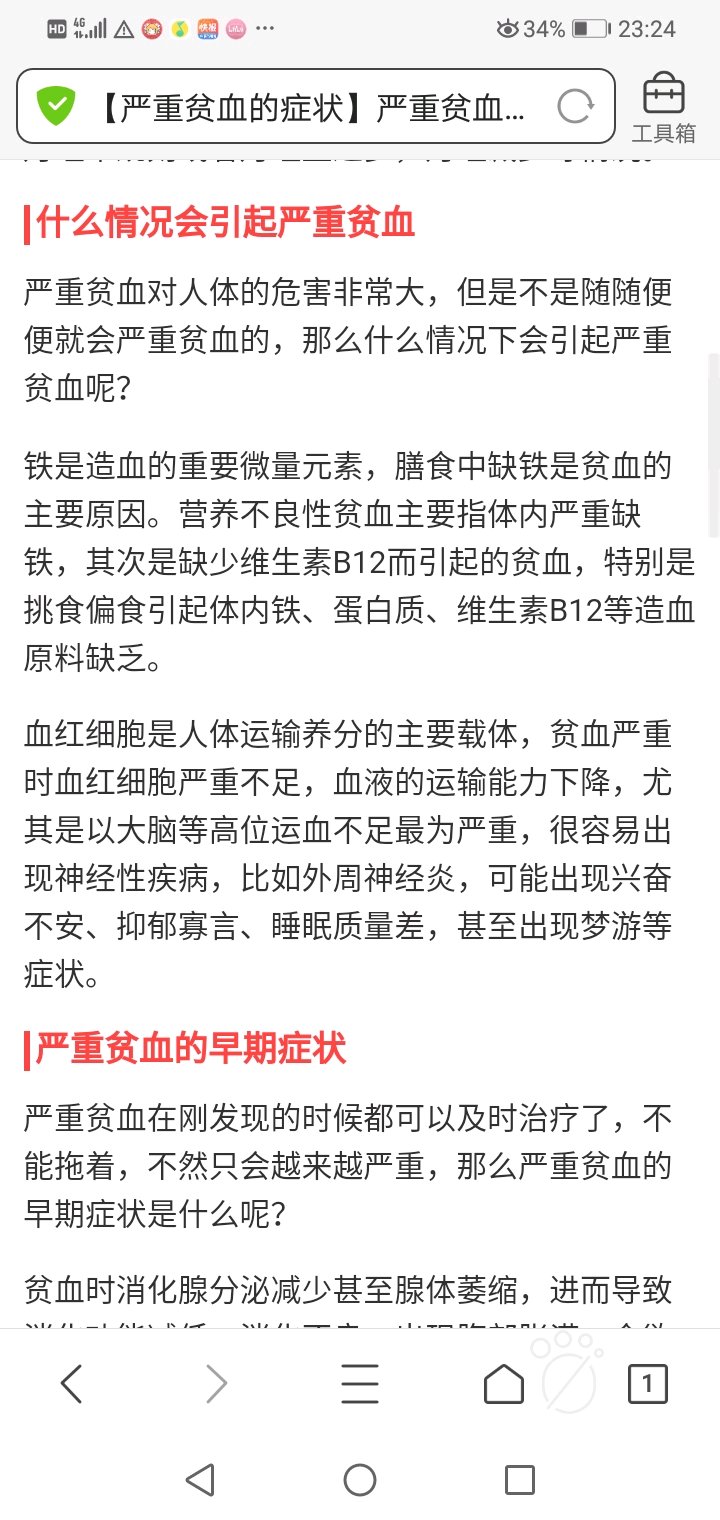 HD 4G 34% 23:24
【严重贫血的症状】严重贫血...
工具箱
什么情况会引起严重贫血
严重贫血对人体的危害非常大，但是不是随随便
便就会严重贫血的，那么什么情况下会引起严重
贫血呢？
铁是造血的重要微量元素，膳食中缺铁是贫血的
主要原因。营养不良性贫血主要指体内严重缺
铁，其次是缺少维生素B12而引起的贫血，特别是
挑食偏食引起体内铁、蛋白质、维生素B12等造血
原料缺乏。
血红细胞是人体运输养分的主要载体，贫血严重
时血红细胞严重不足，血液的运输能力下降，尤
其是以大脑等高位运血不足最为严重，很容易出
现神经性疾病，比如外周神经炎，可能出现兴奋
不安、抑郁寡言、睡眠质量差，甚至出现梦游等
症状。
严重贫血的早期症状
严重贫血在刚发现的时候都可以及时治疗了，不
能拖着，不然只会越来越严重，那么严重贫血的
早期症状是什么呢？
贫血时消化腺分泌减少甚至腺体萎缩，进而导致
1